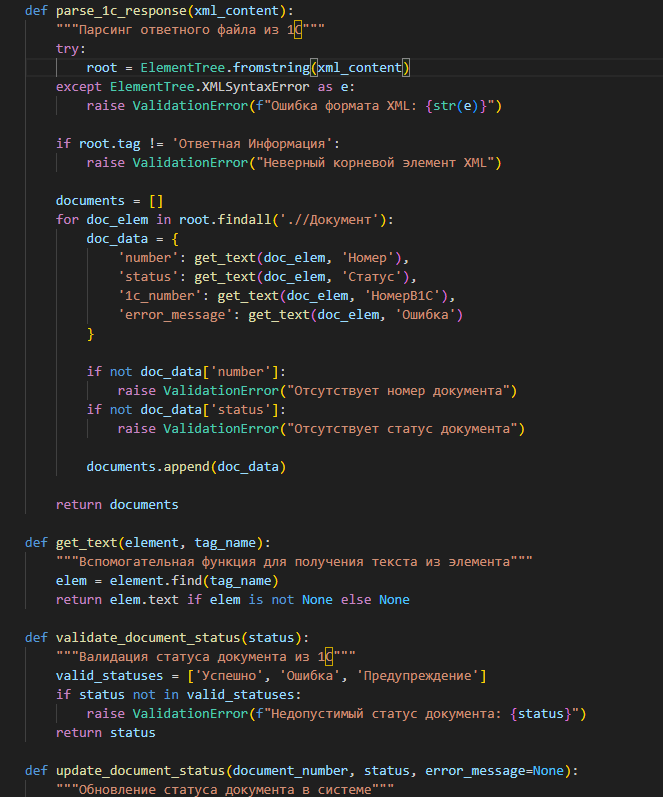 def parse_1c_response(xml_content):
    """Парсинг ответного файла из 1С"""
    try:
        root = ElementTree.fromstring(xml_content)
    except ElementTree.XMLSyntaxError as e:
        raise ValidationError(f"Ошибка формата XML: {str(e)}")
    if root.tag != 'Ответная Информация':
        raise ValidationError("Неверный корневой элемент XML")
    documents = []
    for doc_elem in root.findall('.//Документ'):
        doc_data = {
            'number': get_text(doc_elem, 'Номер'),
            'status': get_text(doc_elem, 'Статус'),
            '1c_number': get_text(doc_elem, 'НомерВ1С'),
            'error_message': get_text(doc_elem, 'Ошибка')
        }
        if not doc_data['number']:
            raise ValidationError("Отсутствует номер документа")
        if not doc_data['status']:
            raise ValidationError("Отсутствует статус документа")
        documents.append(doc_data)
    return documents
def get_text(element, tag_name):
    """Вспомогательная функция для получения текста из элемента"""
    elem = element.find(tag_name)
    return elem.text if elem is not None else None
def validate_document_status(status):
    """Валидация статуса документа из 1С"""
    valid_statuses = ['Успешно', 'Ошибка', 'Предупреждение']
    if status not in valid_statuses:
        raise ValidationError(f"Недопустимый статус документа: {status}")
    return status
def update_document_status(document_number, status, error_message=None):
    """Обновление статуса документа в системе"""